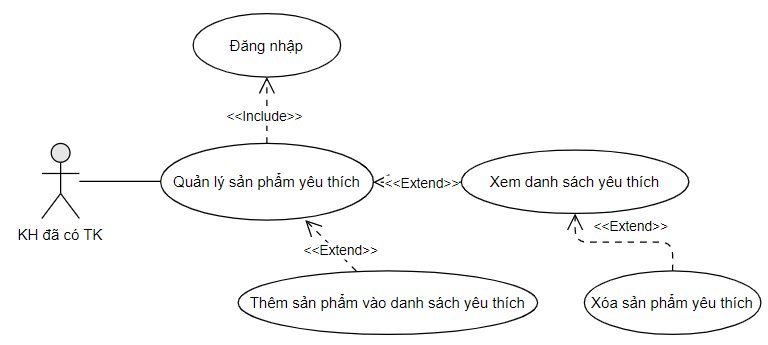 Đăng nhập
<<Include>>
Quản lý sản phẩm yêu thích
<<Extend>>
Xem danh sách yêu thích
KH đã có TK
<<Extend>>
<<Extend>>
Thêm sản phẩm vào danh sách yêu thích
Xóa sản phẩm yêu thích